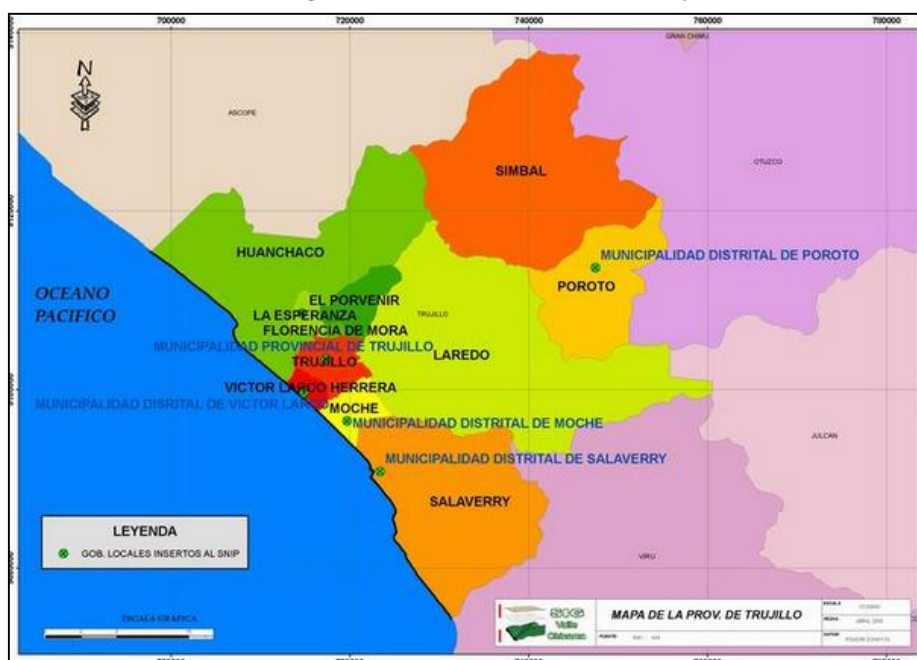 700000
720000
740000
760000
780000
GRAN CHIMU
N
ASCOPE
SIMBAL
OTUZCO
HUANCHACO
MUNICIPALIDAD DISTRITAL DE POROTO
POROTO
OCEANO
PACIFICO
EL PORVENIR
LA ESPERANZA
TRUJILLO
FLORENCIA DE MORA
MUNICIPALIDAD PROVINCIAL DE TRUJILLO
TRUJILLO
LAREDO
VICTOR LARCO HERRERA
MUNICIPALIDAD DISRITAL DE VICTOR LARCO
MOCHE
MUNICIPALIDAD DISTRITAL DE MOCHE
JULCAN
MUNICIPALIDAD DISTRITAL DE SALAVERRY
SALAVERRY
LEYENDA
GOB. LOCALES INSERTOS AL SNIP
VIRU
ESCALA GRAFICA
SIG
Valle
MAPA DE LA PROV. DE TRUJILLO